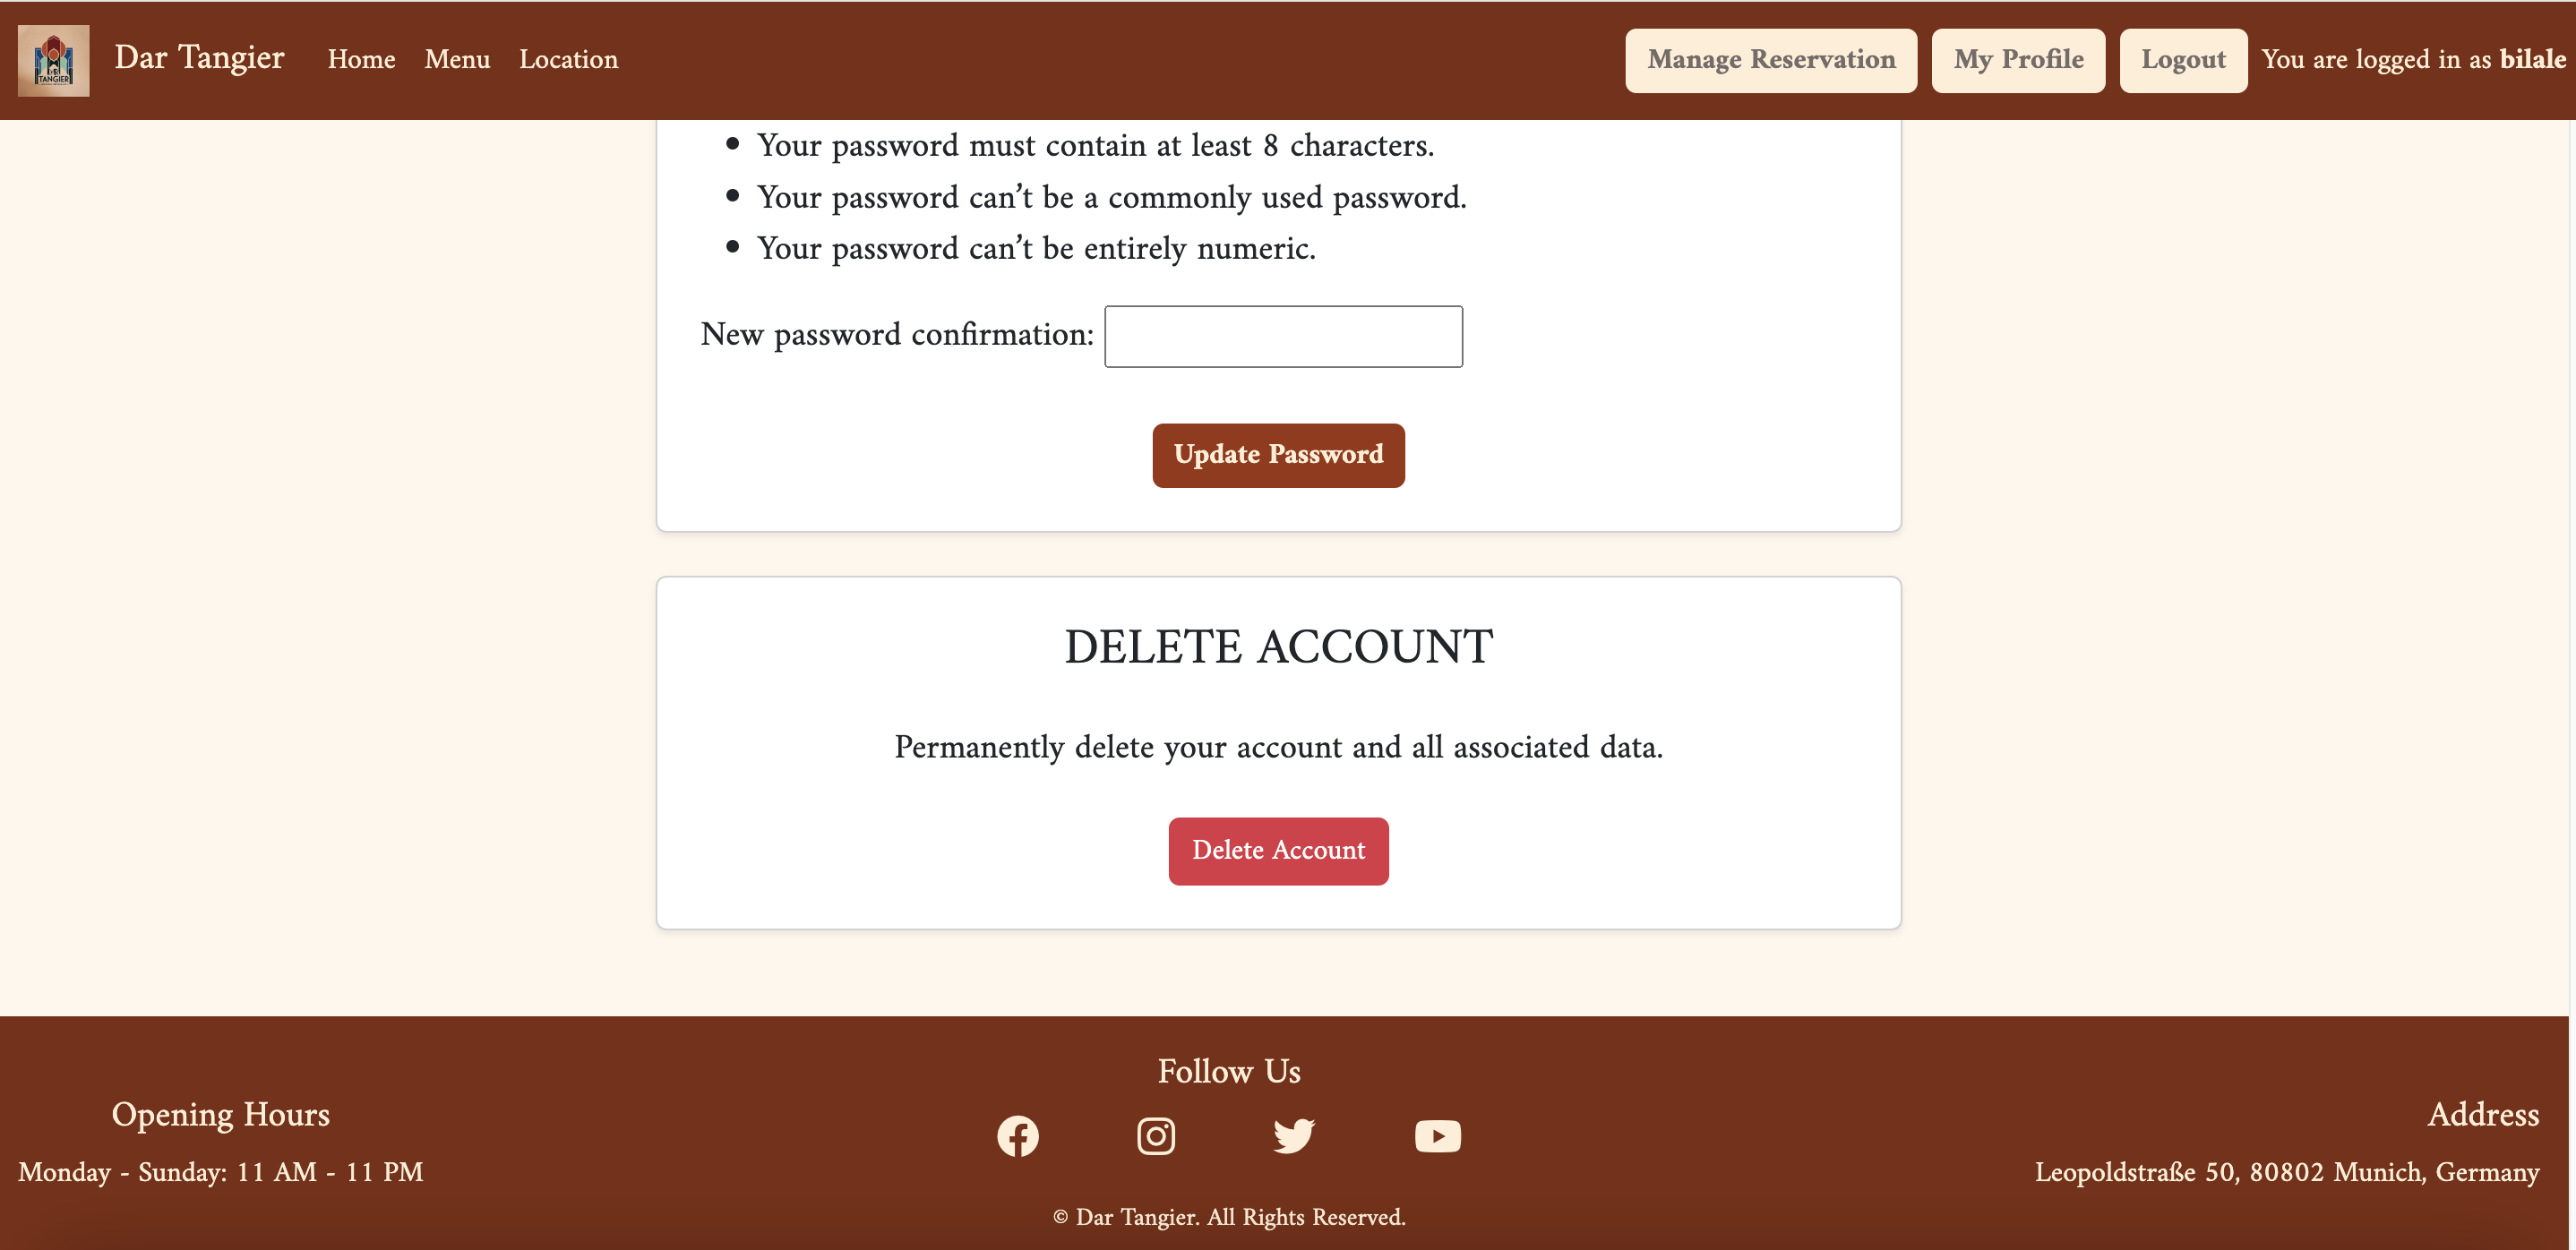 TANGIER
Dar Tangier
Home
Menu
Location
Manage Reservation
My Profile
Logout
You are logged in as bilale
Your password must contain at least 8 characters.
Your password can’t be a commonly used password.
Your password can’t be entirely numeric.
New password confirmation:
Update Password
DELETE ACCOUNT
Permanently delete your account and all associated data.
Delete Account
Opening Hours
Monday - Sunday: 11 AM - 11 PM
Follow Us
© Dar Tangier. All Rights Reserved.
Address
Leopoldstraße 50, 80802 Munich, Germany